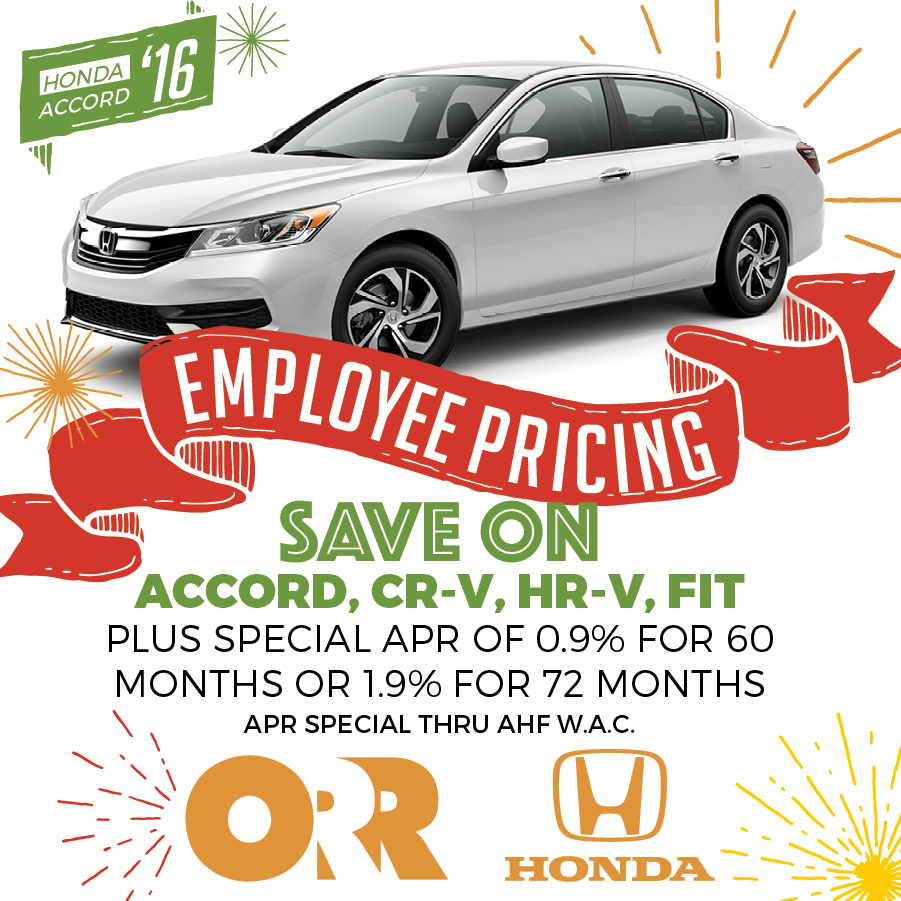 HONDA
ACCORD '16
EMPLOYEE PRICING
SAVE ON
ACCORD, CR-V, HR-V, FIT
PLUS SPECIAL APR OF 0.9% FOR 60
MONTHS OR 1.9% FOR 72 MONTHS
APR SPECIAL THRU AHF W.A.C.
ORR
HONDA